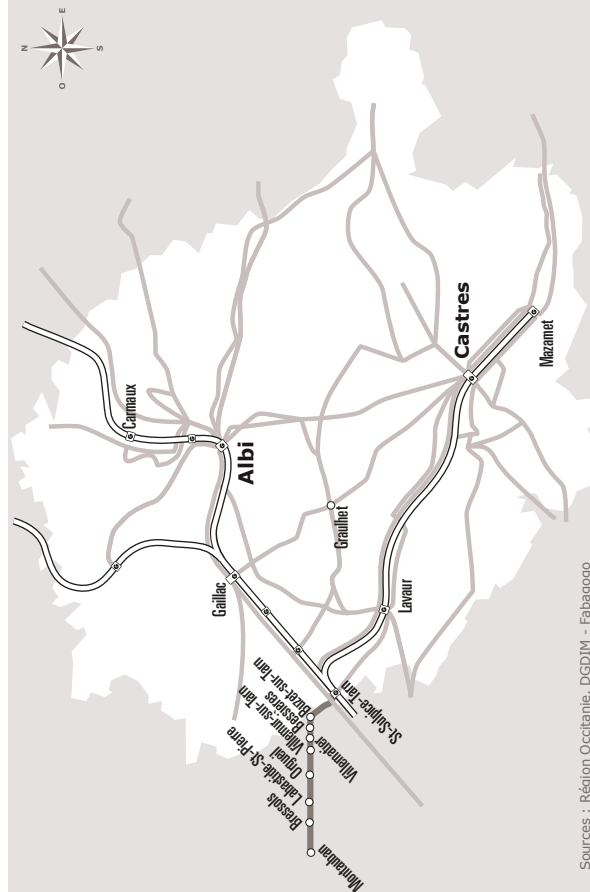 N
O
E
S
Carmaux
Albi
Gaillac
Graulhet
Castres
Mazamet
Lavaur
St-Sulpice-Tarn
Buzet-sur-Tarn
Bessières
Villemur-sur-Tarn
Villematier
Orgueil
Labastide-St-Pierre
Bressols
Montauban
Sources : Région Occitanie, DGDIM - Fabagogo